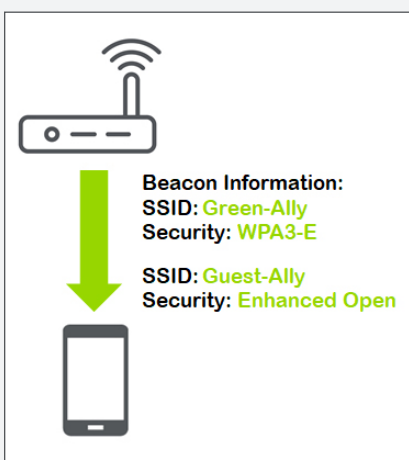 Beacon Information:
SSID: Green-Ally
Security: WPA3-E
SSID: Guest-Ally
Security: Enhanced Open